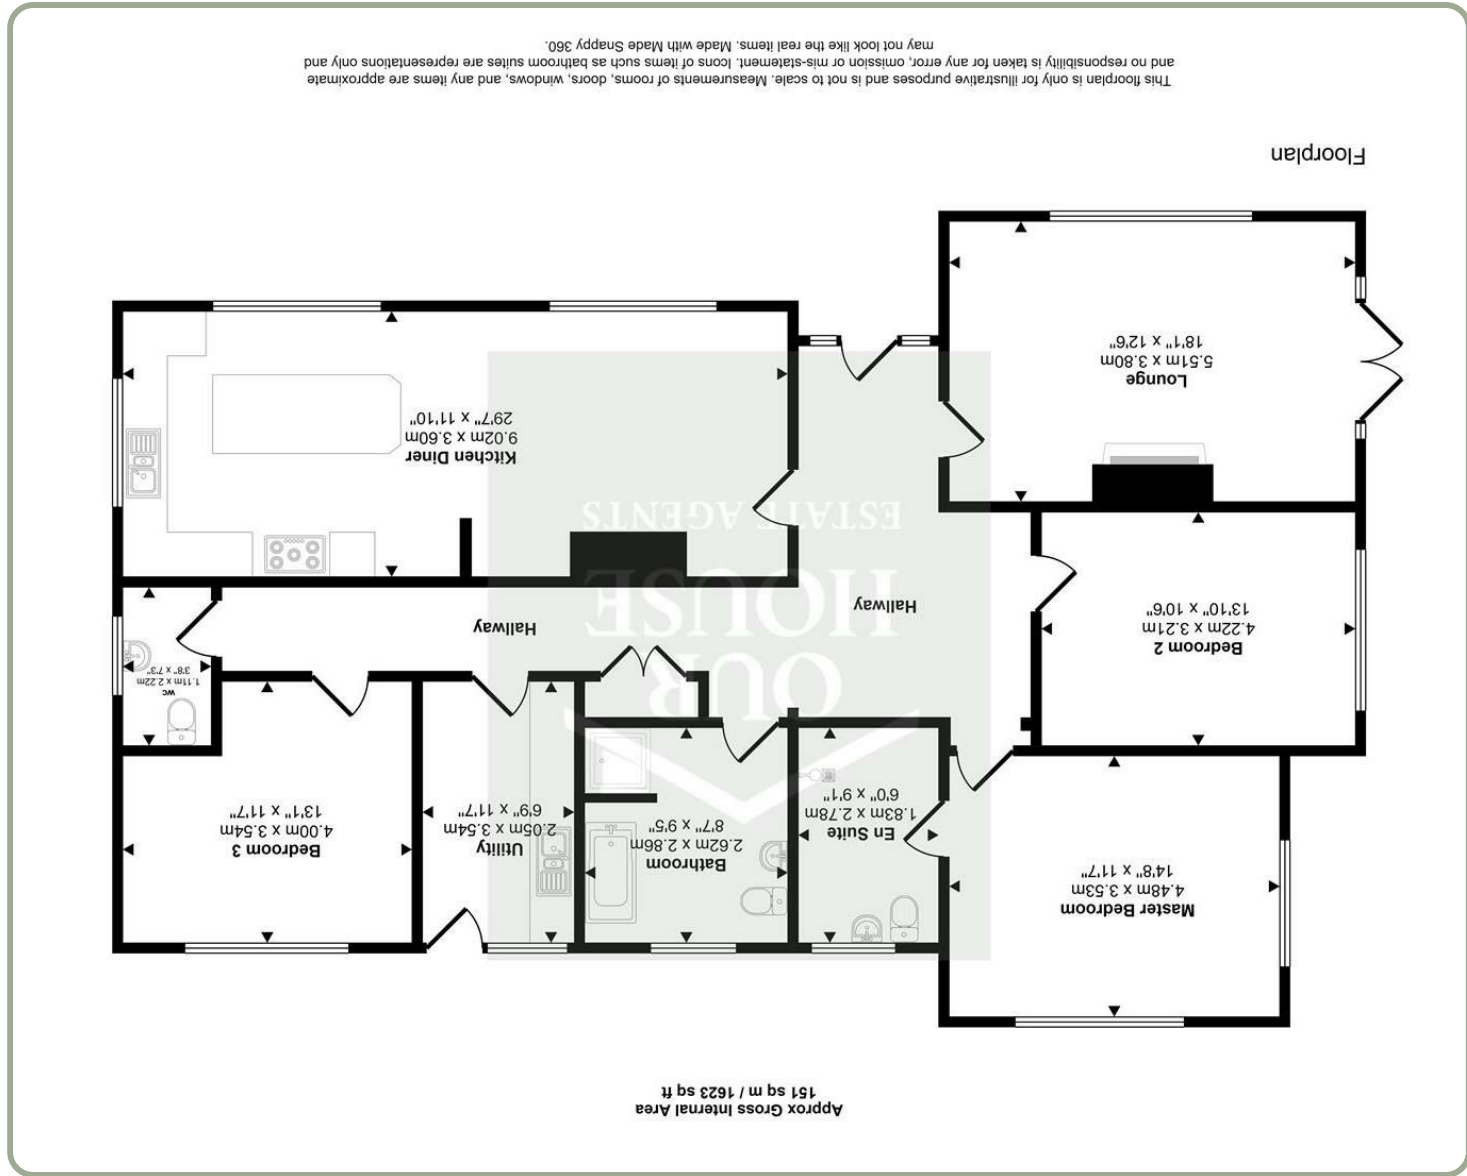 Approx Gross Internal Area
151 sq m / 1623 sq ft
Master Bedroom
4.48m x 3.53m
14'8" x 11'7"
En Suite
1.83m x 2.78m
6'0" x 9'1"
Bathroom
2.62m x 2.86m
8'7" x 9'5"
Utility
2.05m x 3.54m
6'9" x 11'7"
Bedroom 3
4.00m x 3.54m
13'1" x 11'7"
Bedroom 2
4.22m x 3.21m
13'10" x 10'6"
Hallway
Hallway
WC
1.11m x 2.22m
3'8" x 7'3"
OUR
HOUSE
ESTATE AGENTS
Lounge
5.51m x 3.80m
18'1" x 12'6"
Kitchen Diner
9.02m x 3.60m
29'7" x 11'10"
Floorplan
This floorplan is only for illustrative purposes and is not to scale. Measurements of rooms, doors, windows, and any items are approximate
and no responsibility is taken for any error, omission or mis-statement. Icons of items such as bathroom suites are representations only and
may not look like the real items. Made with Made Snappy 360.